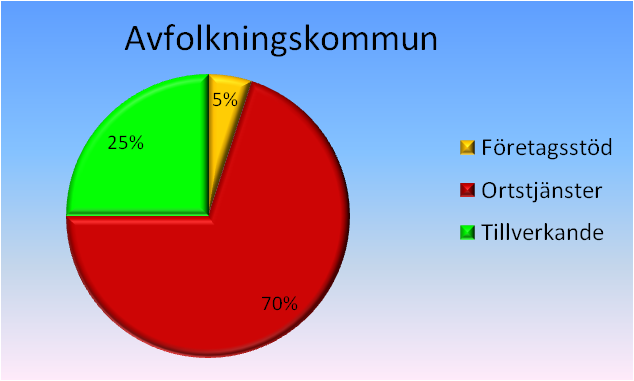 Avfolkningskommun
5%
25%
70%
Företagsstöd
Ortstjänster
Tillverkande